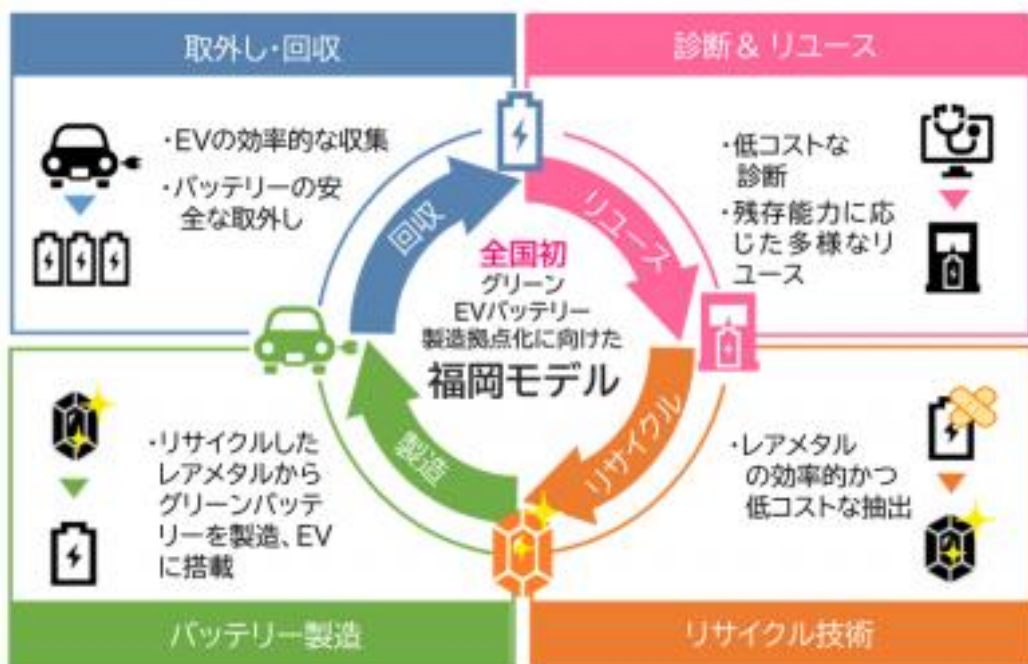 取外し・回収
診断 & リユース
・EVの効率的な収集
・バッテリーの安
全な取外し
・低コストな
診断
・残存能力に応
じた多様なリ
ユース
回収
リユース
全国初
グリーン
EVバッテリー
製造拠点化に向けた
福岡モデル
製造
リサイクル
・リサイクルした
レアメタルから
グリーンバッテ
リーを製造、EV
に搭載
・レアメタル
の効率的かつ
低コストな抽出
バッテリー製造
リサイクル技術